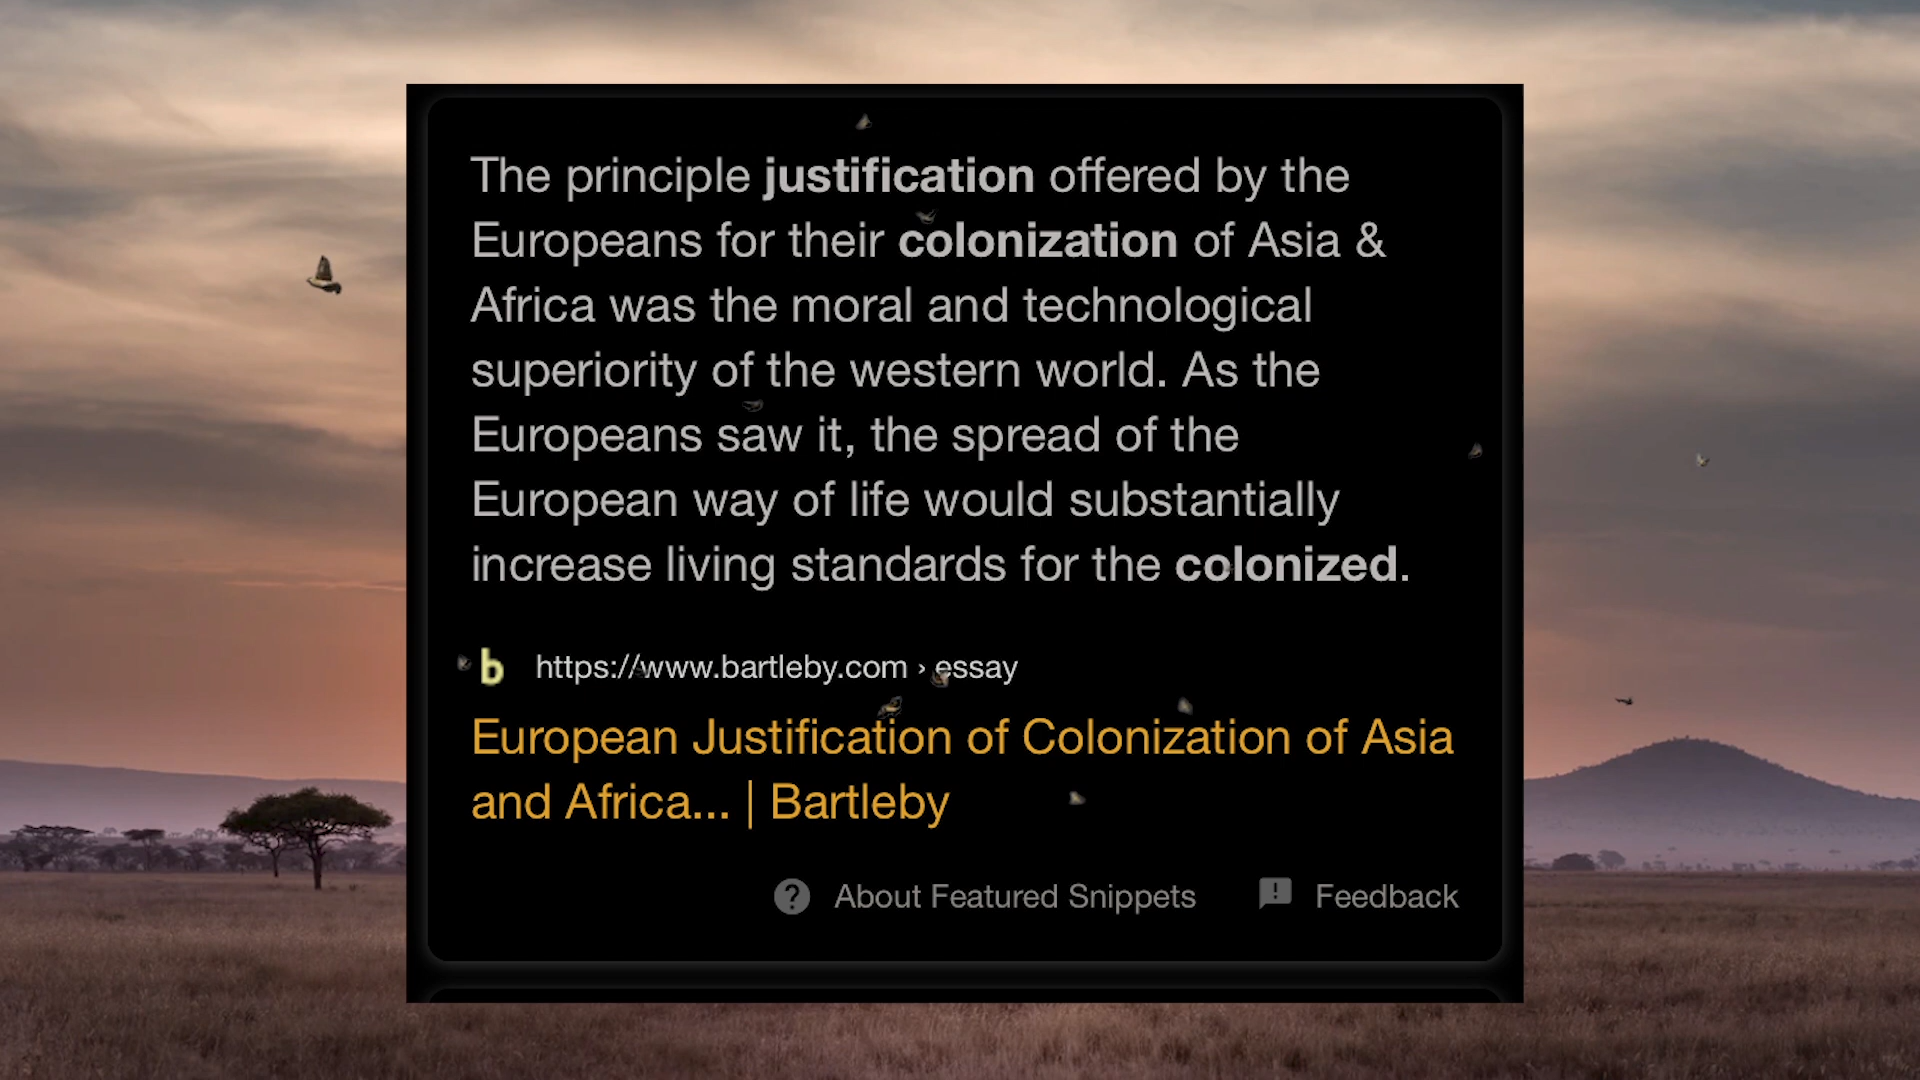 The principle justification offered by the
Europeans for their colonization of Asia &
Africa was the moral and technological
superiority of the western world. As the
Europeans saw it, the spread of the
European way of life would substantially
increase living standards for the colonized.
b https://www.bartleby.com › essay
European Justification of Colonization of Asia
and Africa... | Bartleby
About Featured Snippets Feedback